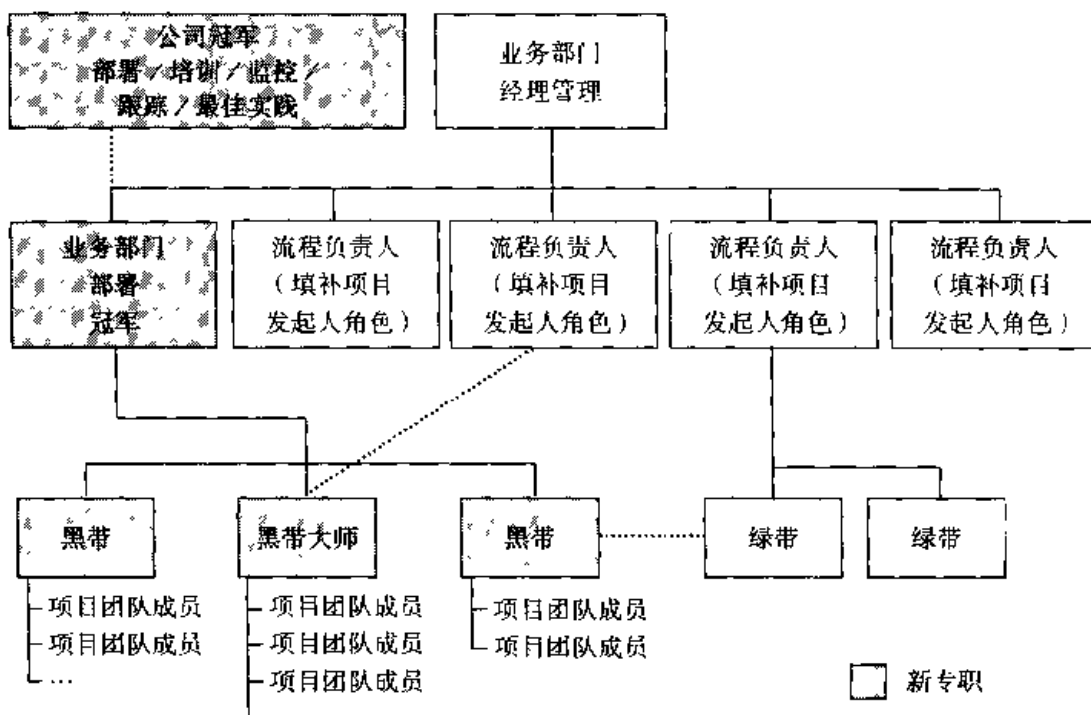 公司冠军
部署/培训/监控/
跟踪/最佳实践
业务部门
经理管理
业务部门
部署
冠军
流程负责人
(填补项目
发起人角色)
流程负责人
(填补项目
发起人角色)
流程负责人
(填补项目
发起人角色)
流程负责人
(填补项目
发起人角色)
黑带
黑带大师
黑带
绿带
绿带
项目团队成员
项目团队成员
…
项目团队成员
项目团队成员
项目团队成员
项目团队成员
项目团队成员
新专职